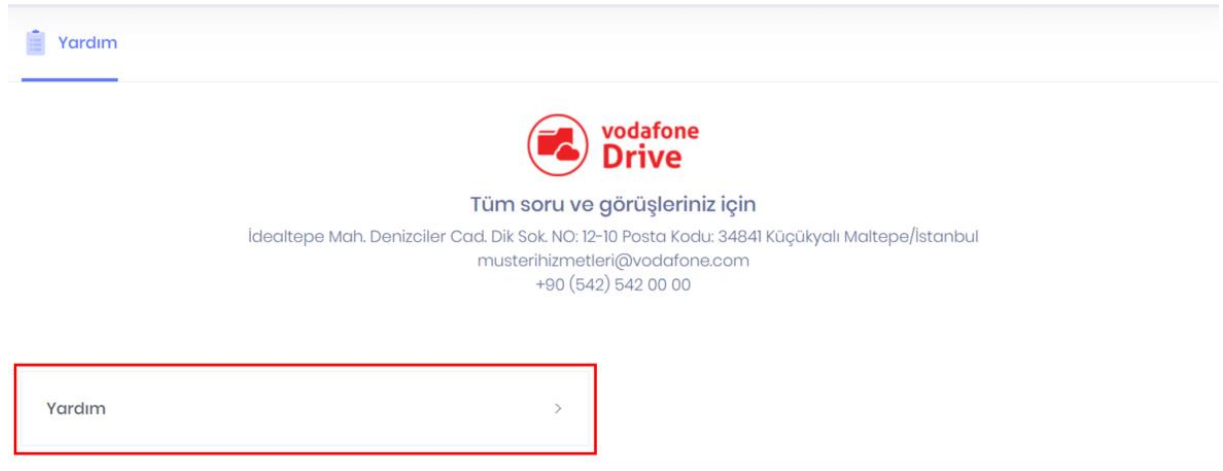 Yardım
vodafone
Drive
Tüm soru ve görüşleriniz için
İdealtepe Mah. Denizciler Cad. Dik Sok. NO: 12-10 Posta Kodu: 34841 Küçükyalı Maltepe/İstanbul
musterihizmetleri@vodafone.com
+90 (542) 542 00 00
Yardım